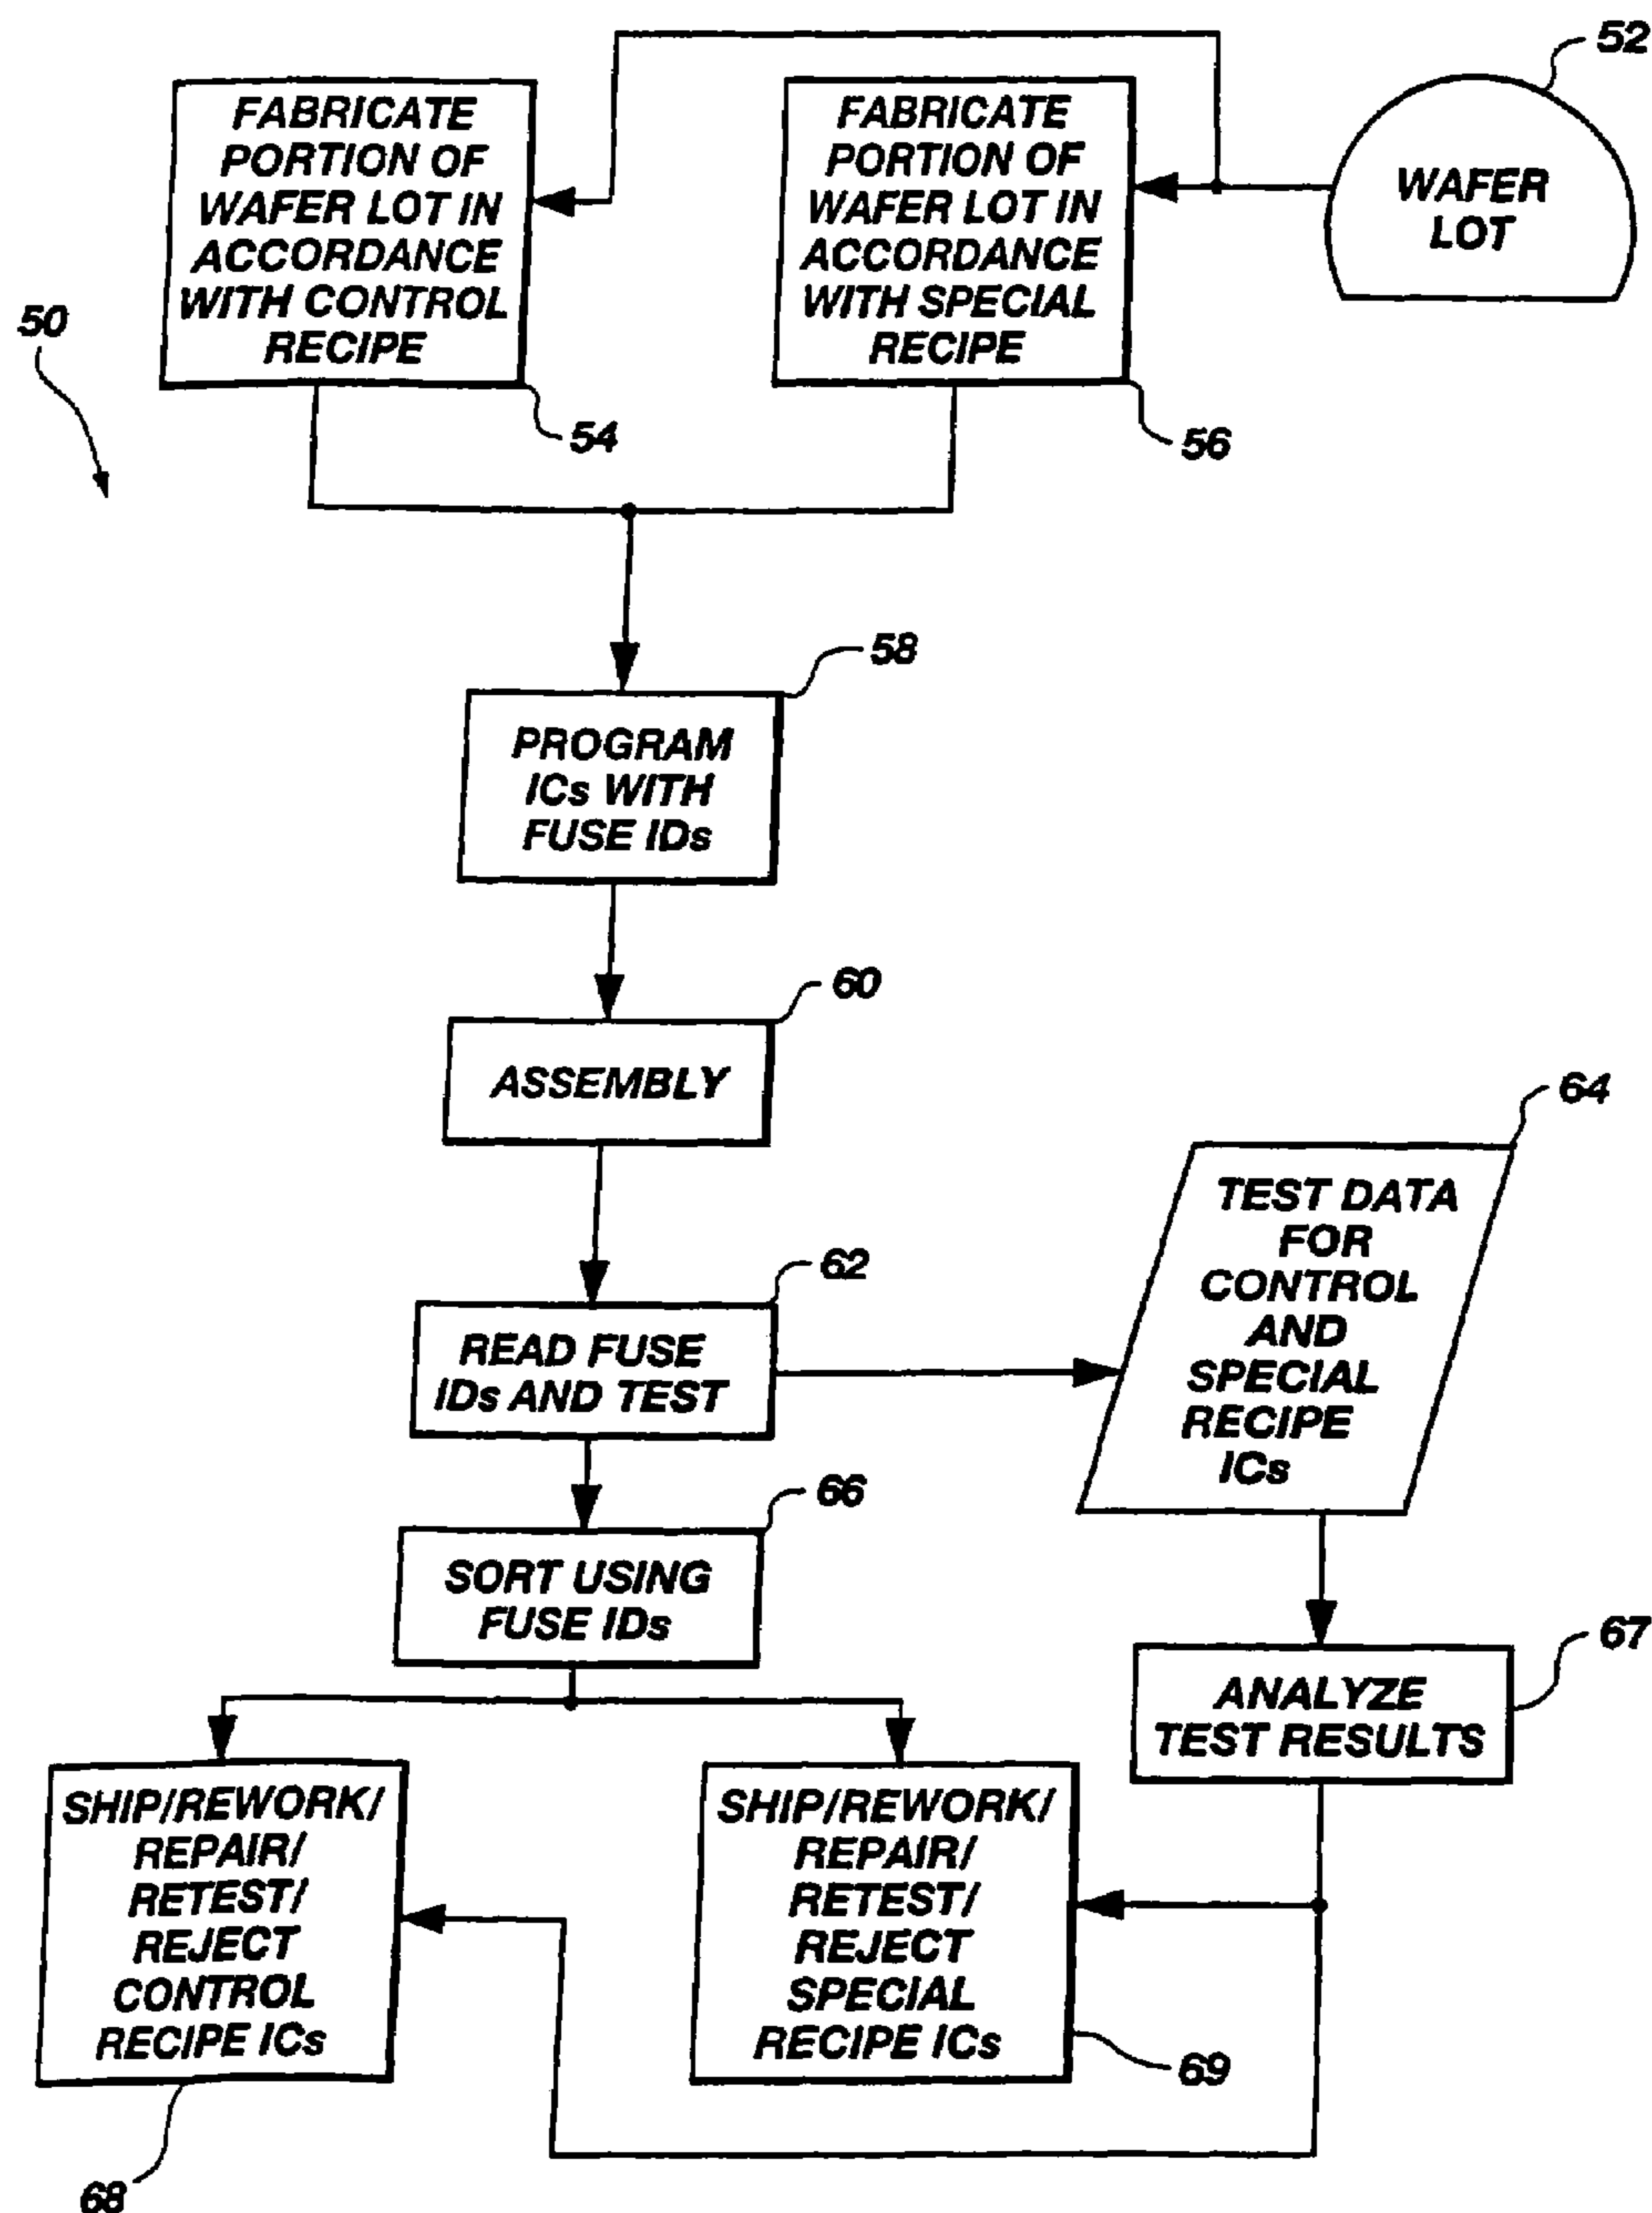 52
FABRICATE
PORTION OF
WAFER LOT IN
ACCORDANCE
WITH CONTROL
RECIPE
FABRICATE
PORTION OF
WAFER LOT IN
ACCORDANCE
WITH SPECIAL
RECIPE
WAFER
LOT
50
54
56
58
PROGRAM
ICs WITH
FUSE IDs
60
ASSEMBLY
64
TEST DATA
FOR
CONTROL
AND
SPECIAL
RECIPE
ICs
62
READ FUSE
IDs AND TEST
66
SORT USING
FUSE IDs
67
ANALYZE
TEST RESULTS
SHIP/REWORK/
REPAIR/
RETEST/
REJECT
CONTROL
RECIPE ICs
SHIP/REWORK/
REPAIR/
RETEST/
REJECT
SPECIAL
RECIPE ICs
69
68